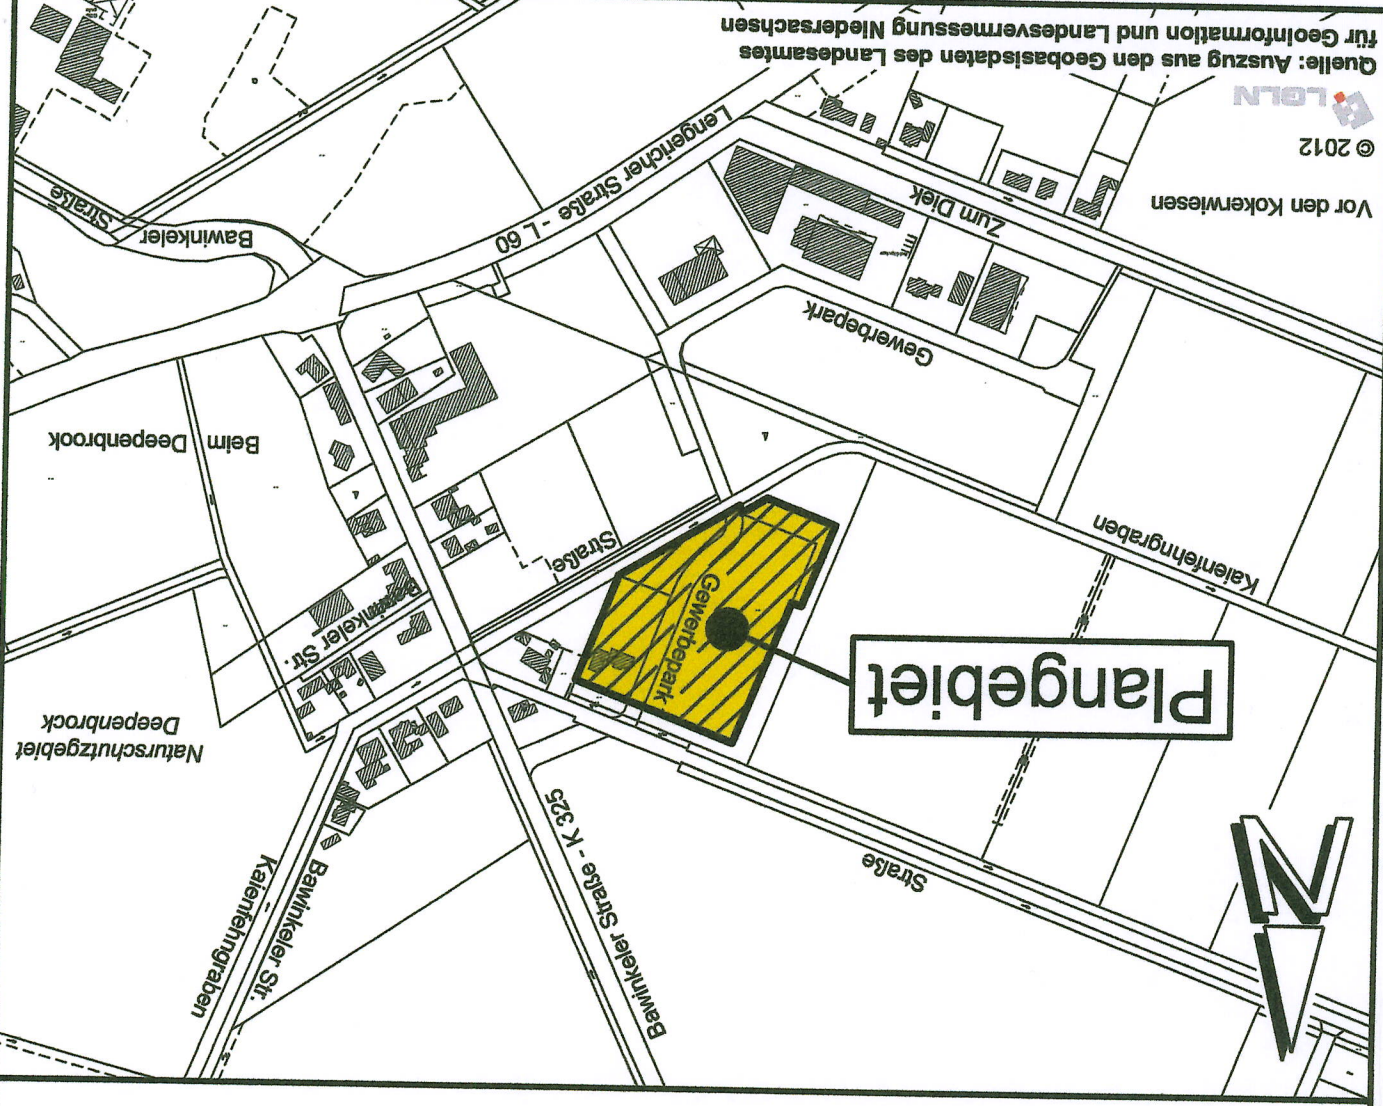 N
Straße
Bawinkeler Straße - K 325
Bawinkeler Str.
Kaienfehngraben
Plangebiet
Gewerbepark
Naturschutzgebiet
Deepenbrock
Bawinkeler Str.
Kaienfehngraben
Straße
Beim
Deepenbrook
Gewerbepark
Zum Diek
Lengericher Straße - L 60
Bawinkeler
Straße
Vor den Kokerwiesen
© 2012
LGLN
Quelle: Auszug aus den Geobasisdaten des Landesamtes
für Geoinformation und Landesvermessung Niedersachsen